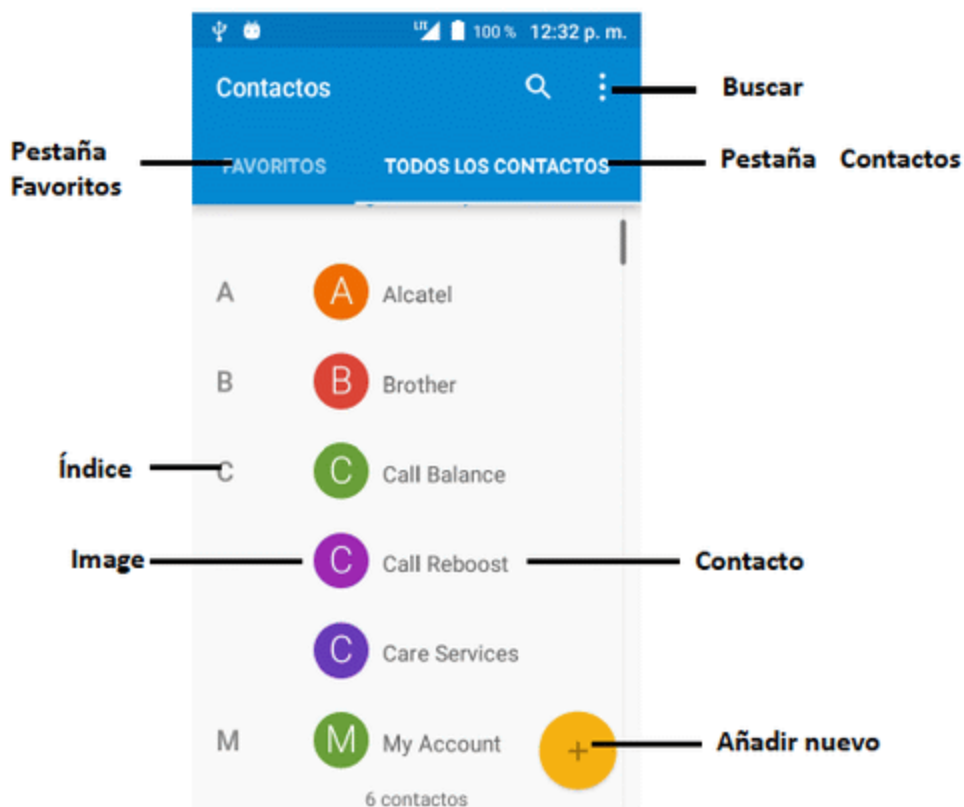 LTE 100 % 12:32 p. m.
Contactos
Buscar
Pestaña
Favoritos
FAVORITOS
TODOS LOS CONTACTOS
Pestaña Contactos
A A Alcatel
B B Brother
Índice
C C Call Balance
Image
C Call Reboost
Contacto
C Care Services
M M My Account
+
Añadir nuevo
6 contactos